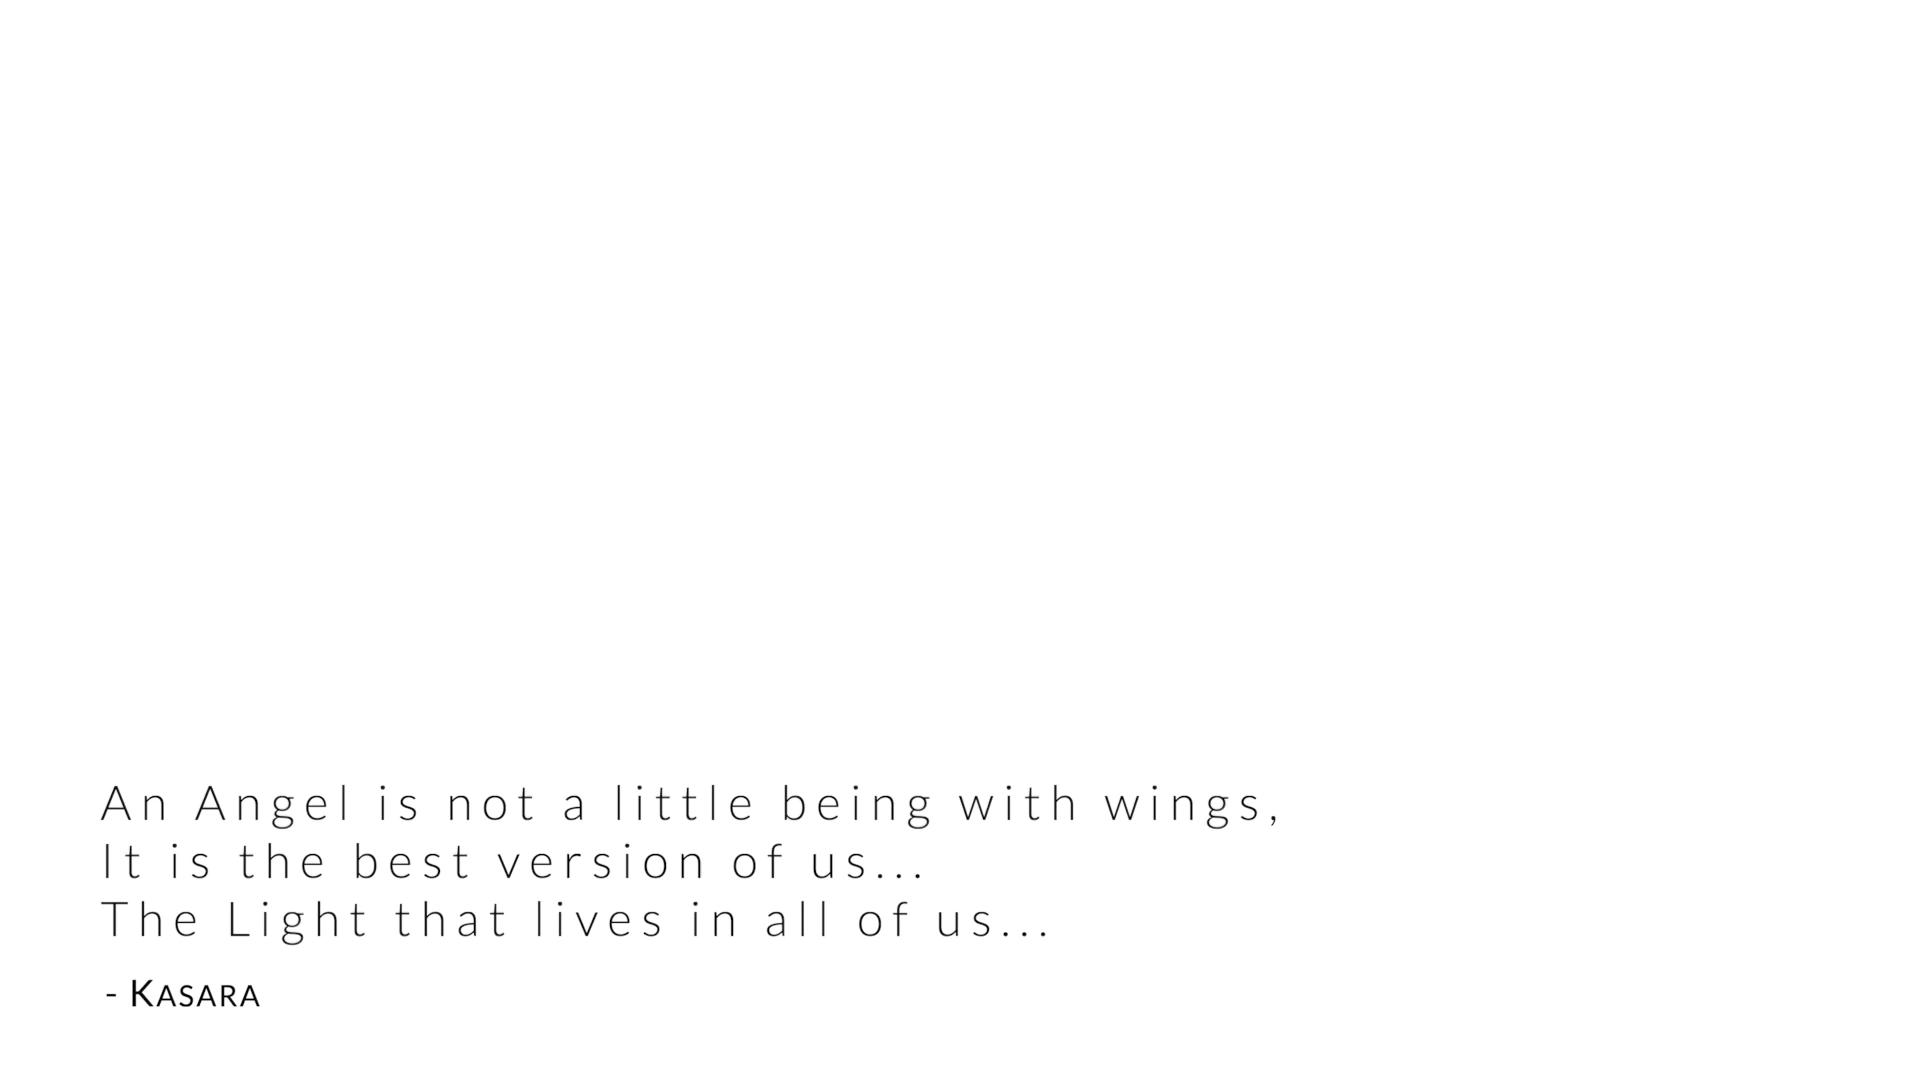 An Angel is not a little being with wings,
It is the best version of us...
The Light that lives in all of us...
- KASARA